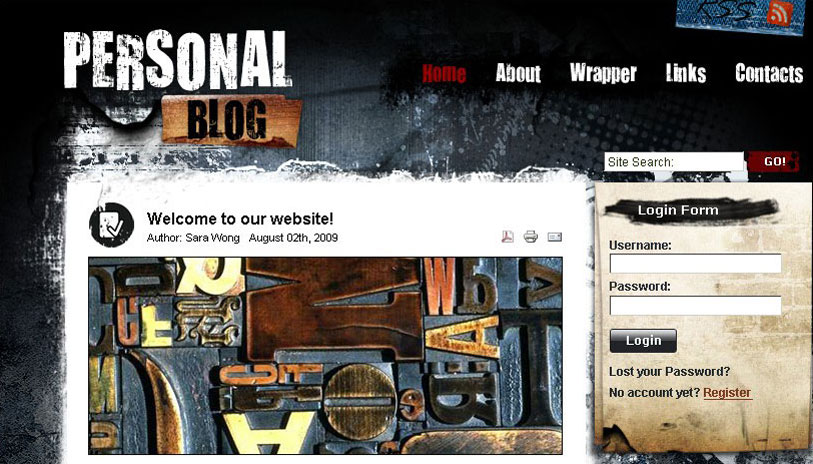 RSS
PERSONAL
BLOG
Home About Wrapper Links Contacts
Site Search: GO!
Welcome to our website!
Author: Sara Wong August 02th, 2009
Login Form
Username:
Password:
Login
Lost your Password?
No account yet? Register